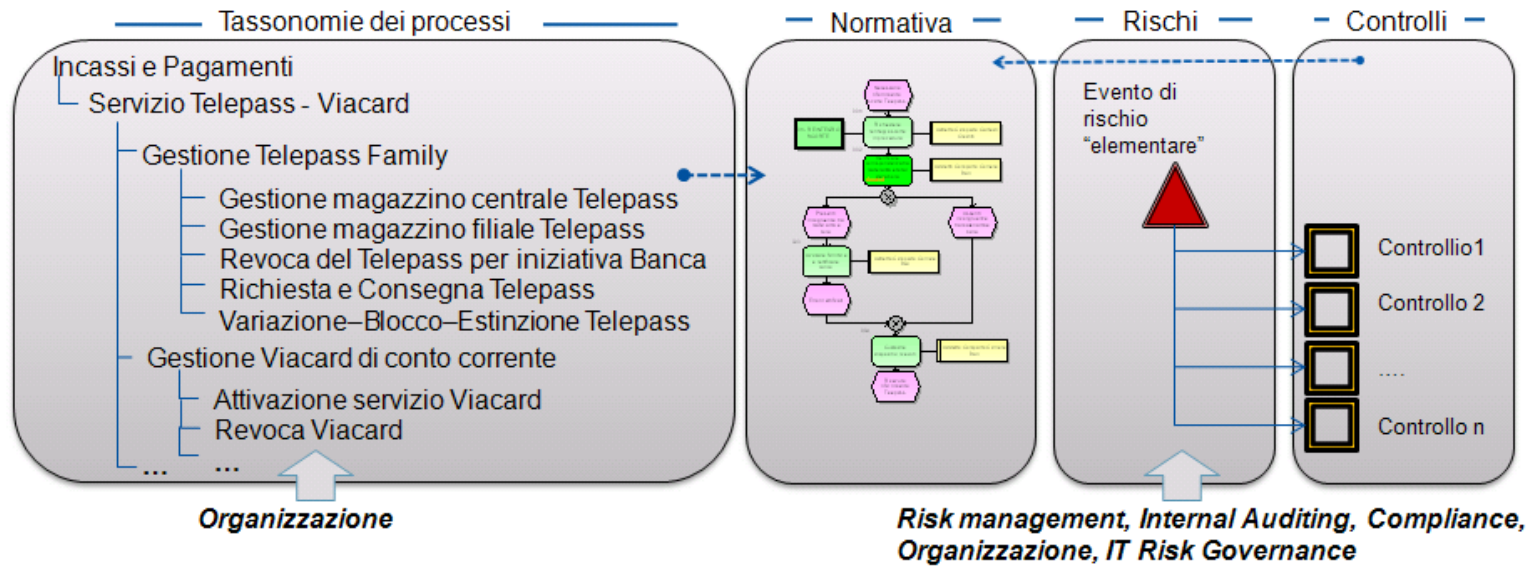 Tassonomie dei processi
Normativa
Rischi
Controlli
Incassi e Pagamenti
Servizio Telepass - Viacard
Gestione Telepass Family
Gestione magazzino centrale Telepass
Gestione magazzino filiale Telepass
Revoca del Telepass per iniziativa Banca
Richiesta e Consegna Telepass
Variazione–Blocco–Estinzione Telepass
Gestione Viacard di conto corrente
Attivazione servizio Viacard
Revoca Viacard
... ...
Evento di
rischio
“elementare”
Controllio1
Controllo 2
....
Controllo n
Organizzazione
Risk management, Internal Auditing, Compliance,
Organizzazione, IT Risk Governance